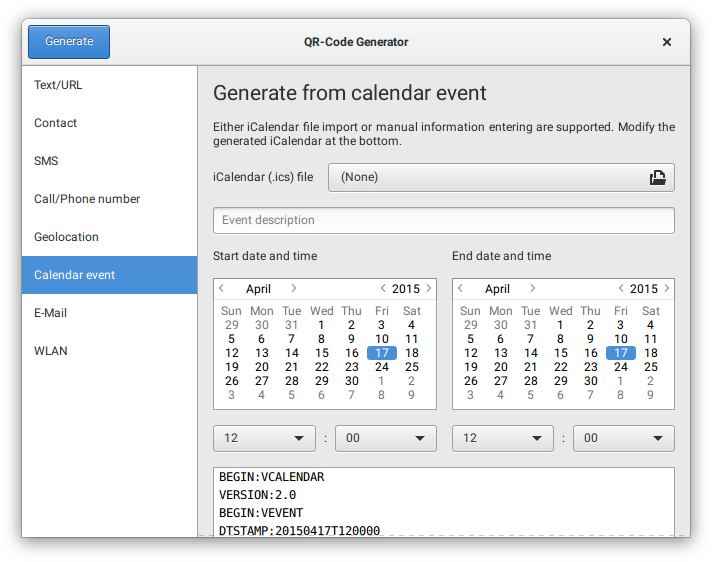 Generate
QR-Code Generator
Text/URL
Contact
SMS
Call/Phone number
Geolocation
Calendar event
E-Mail
WLAN
Generate from calendar event
Either iCalendar file import or manual information entering are supported. Modify the
generated iCalendar at the bottom.
iCalendar (.ics) file (None)
Event description
Start date and time
April 2015
Sun Mon Tue Wed Thu Fri Sat
29 30 31 1 2 3 4
5 6 7 8 9 10 11
12 13 14 15 16 17 18
19 20 21 22 23 24 25
26 27 28 29 30 1 2
3 4 5 6 7 8 9
12 : 00
End date and time
April 2015
Sun Mon Tue Wed Thu Fri Sat
29 30 31 1 2 3 4
5 6 7 8 9 10 11
12 13 14 15 16 17 18
19 20 21 22 23 24 25
26 27 28 29 30 1 2
3 4 5 6 7 8 9
12 : 00
BEGIN:VCALENDAR
VERSION:2.0
BEGIN:VEVENT
DTSTAMP:20150417T120000